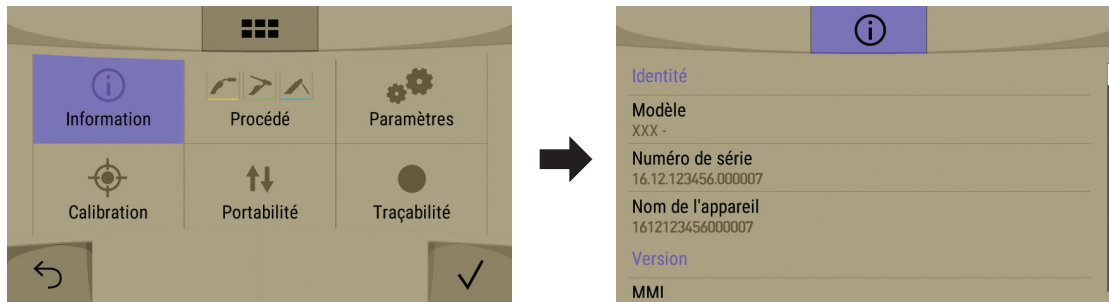 Information
Procédé
Paramètres
Calibration
Portabilité
Traçabilité
Identité
Modèle
XXX -
Numéro de série
16.12.123456.000007
Nom de l'appareil
1612123456000007
Version
MMI